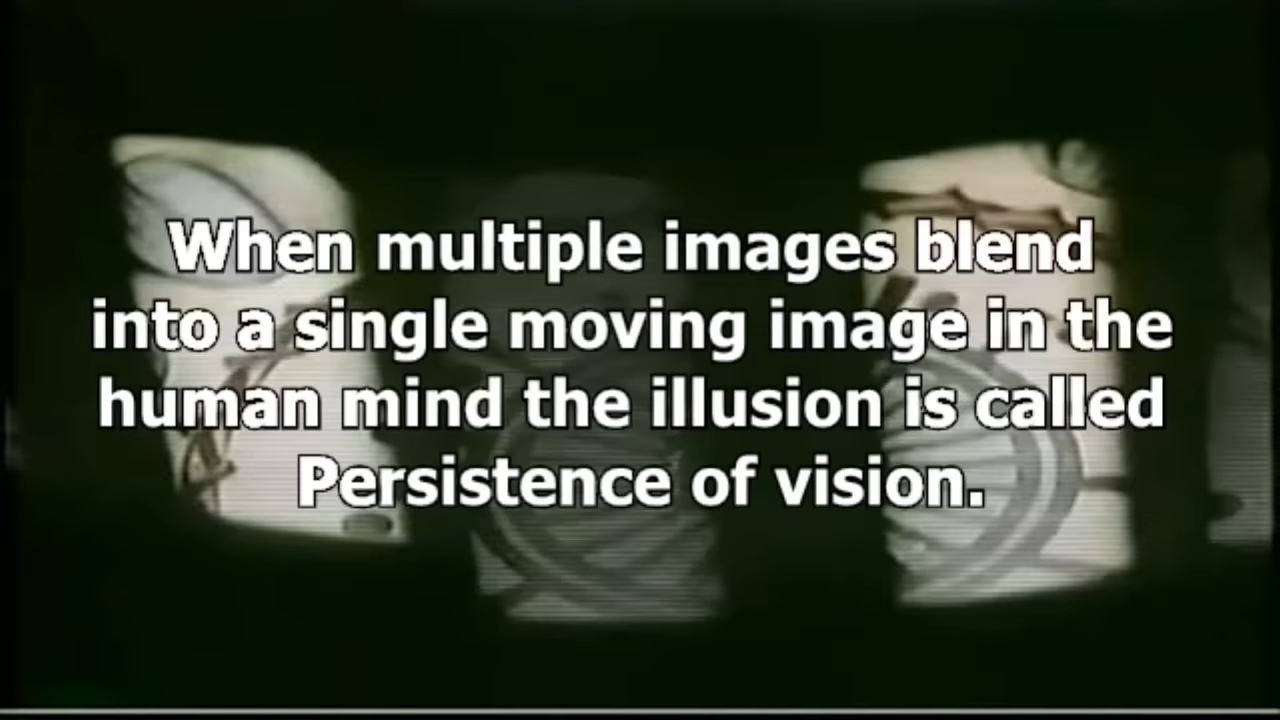 When multiple images blend
into a single moving image in the
human mind the illusion is called
Persistence of vision.